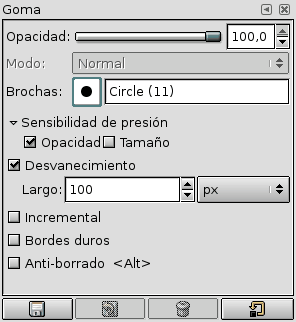 Goma
Opacidad: 100,0
Modo: Normal
Brochas: Circle (11)
Sensibilidad de presión
Opacidad Tamaño
Desvanecimiento
Largo: 100 px
Incremental
Bordes duros
Anti-borrado <Alt>